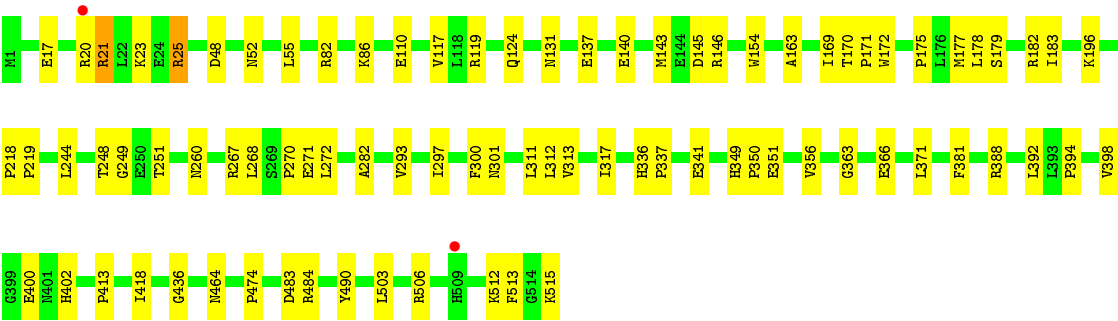 M1 E17 R20 R21 L22 K23 E24 R25 D48 N52 L55 R82 K86 E110 V117 L118 R119 Q124 N131 E137 E140 M143 E144 D145 R146 W154 A163 I169 T170 P171 W172 P175 L176 M177 L178 S179 R182 I183 K196
P218 P219 L244 T248 G249 E250 T251 N260 R267 L268 S269 P270 E271 L272 A282 V293 I297 F300 N301 L311 L312 V313 I317 H336 P337 E341 H349 P350 E351 V356 G363 E366 L371 F381 R388 L392 L393 P394 V398
G399 E400 N401 H402 P413 I418 G436 N464 P474 D483 R484 Y490 L503 R506 H509 K512 F513 G514 K515